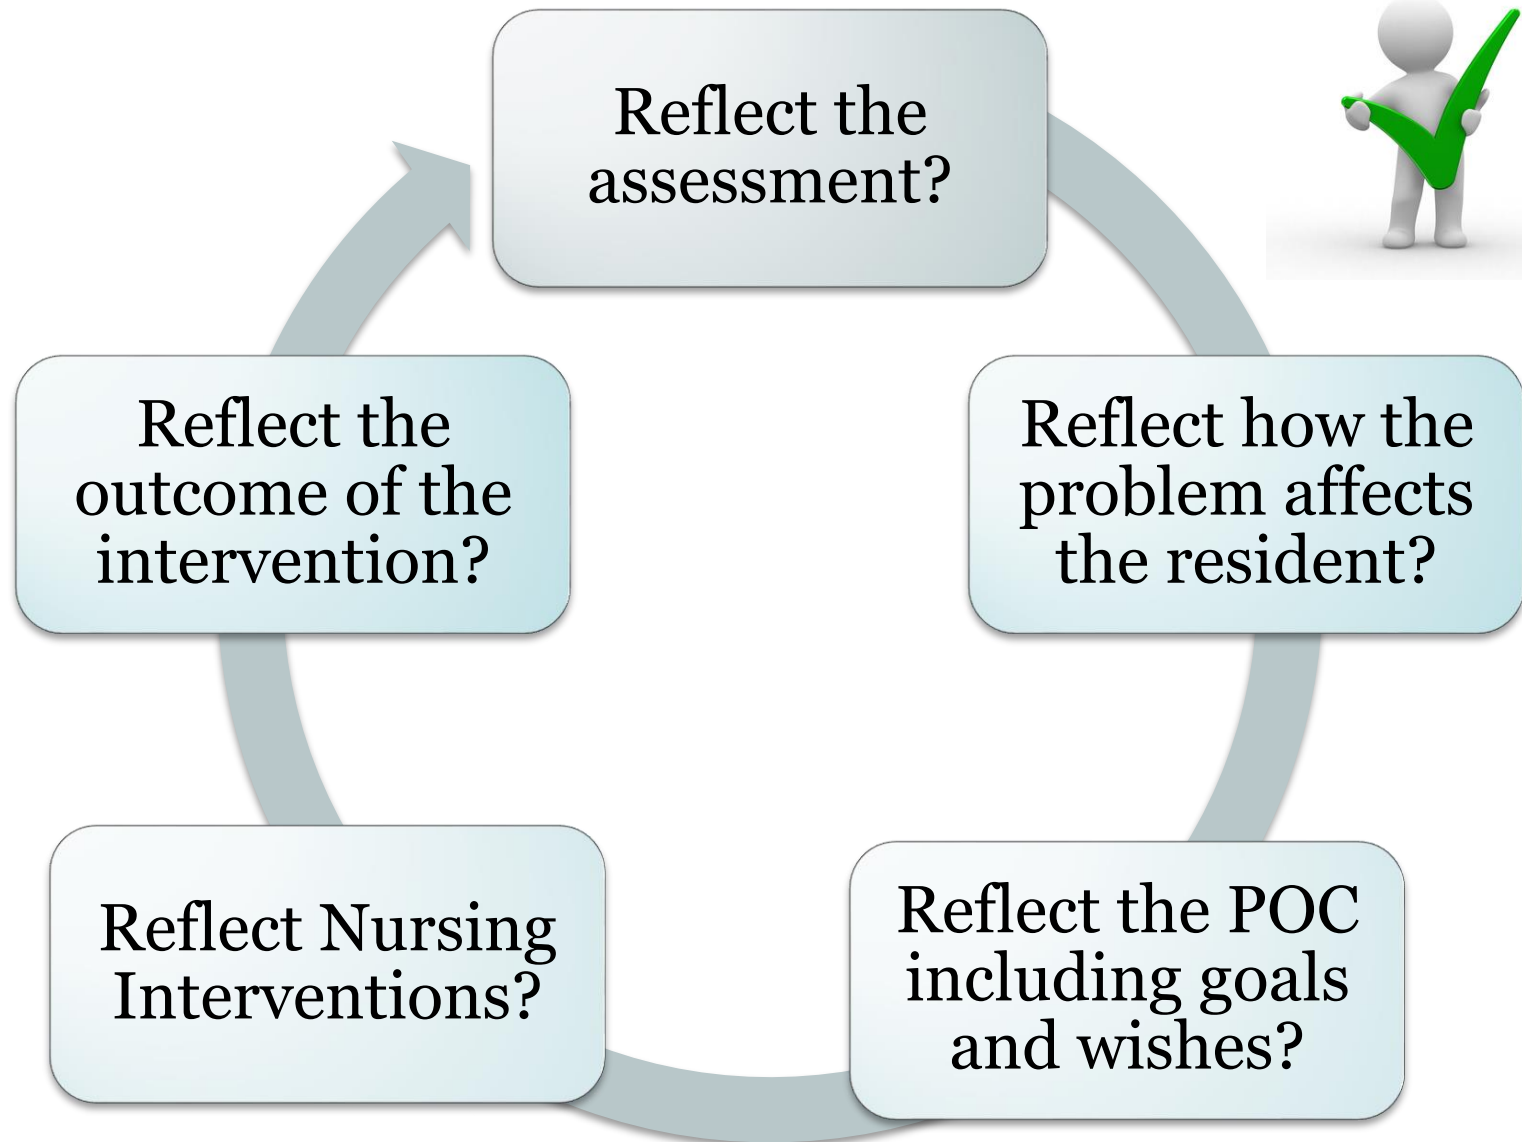 Reflect the
assessment?
Reflect how the
problem affects
the resident?
Reflect the POC
including goals
and wishes?
Reflect Nursing
Interventions?
Reflect the
outcome of the
intervention?